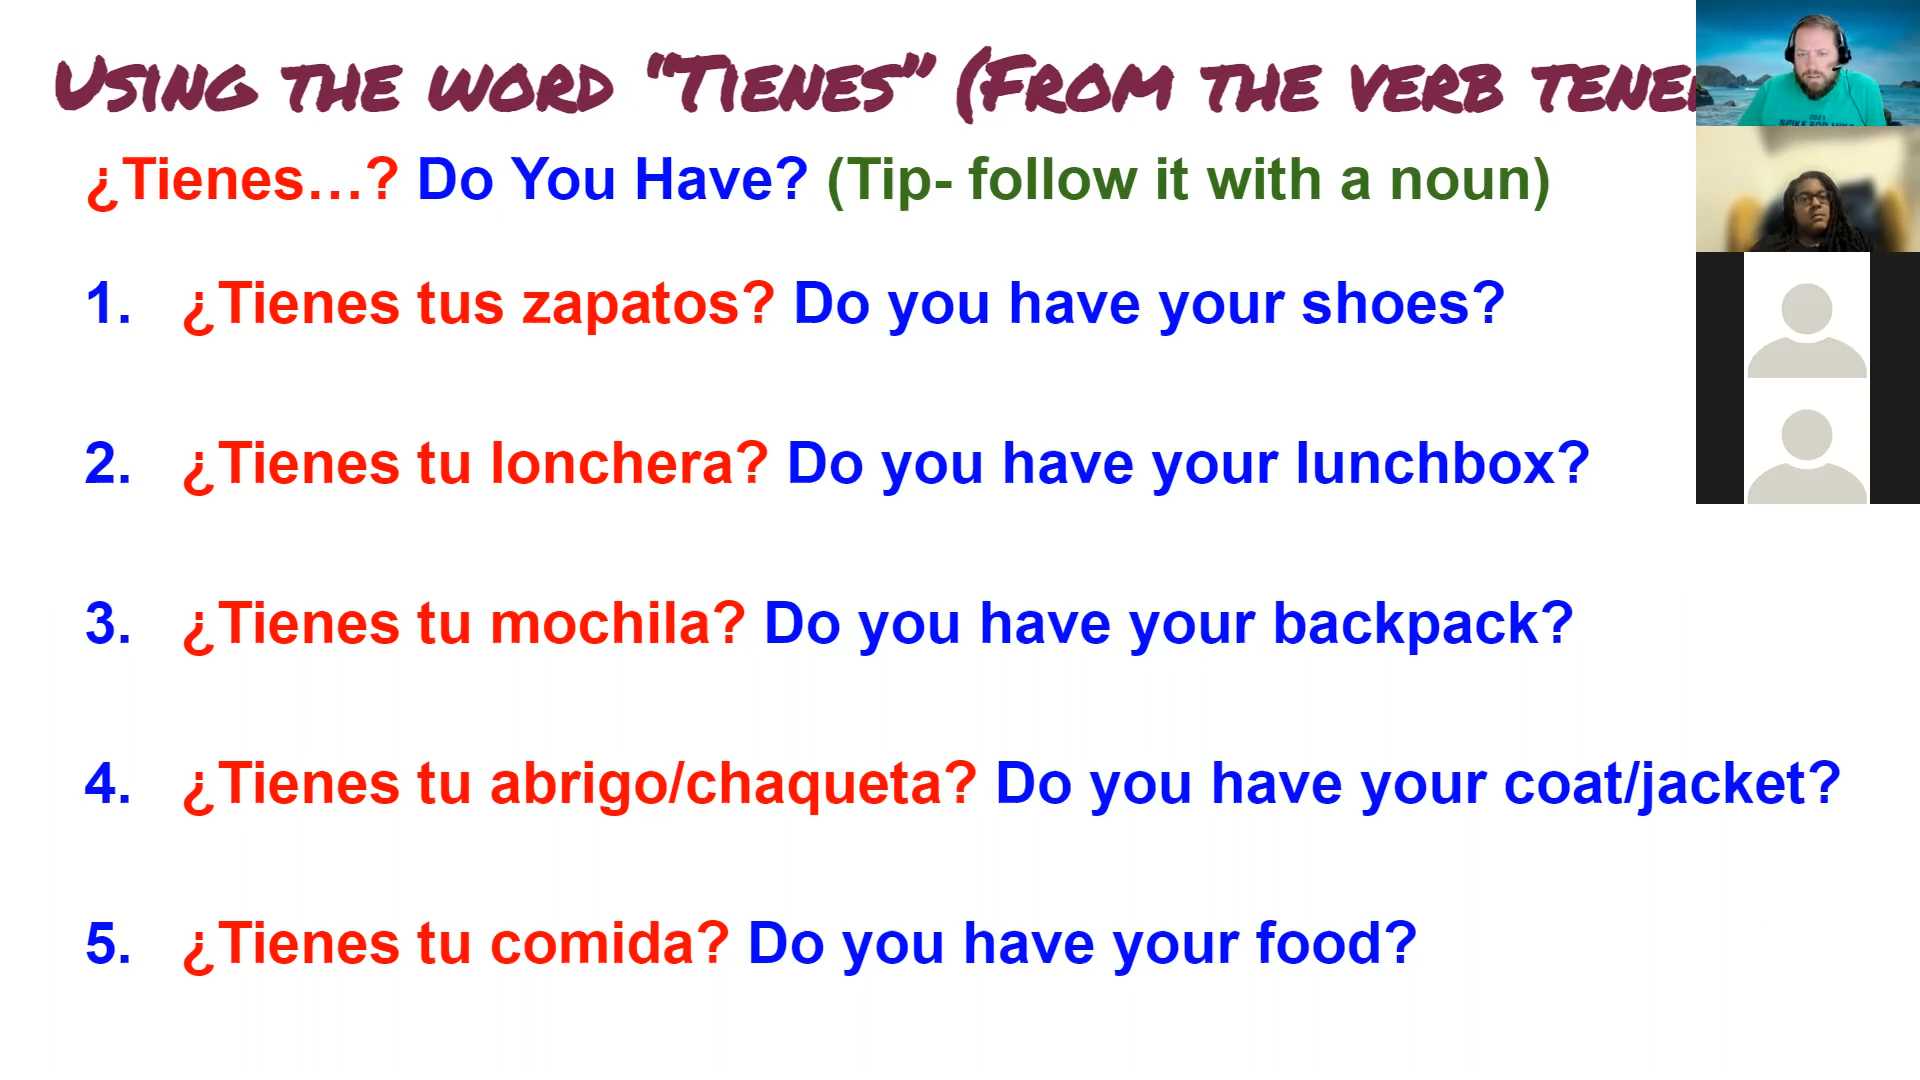 Using the word “Tienes” (From the verb tener
¿Tienes...? Do You Have? (Tip- follow it with a noun)
1. ¿Tienes tus zapatos? Do you have your shoes?
2. ¿Tienes tu lonchera? Do you have your lunchbox?
3. ¿Tienes tu mochila? Do you have your backpack?
4. ¿Tienes tu abrigo/chaqueta? Do you have your coat/jacket?
5. ¿Tienes tu comida? Do you have your food?